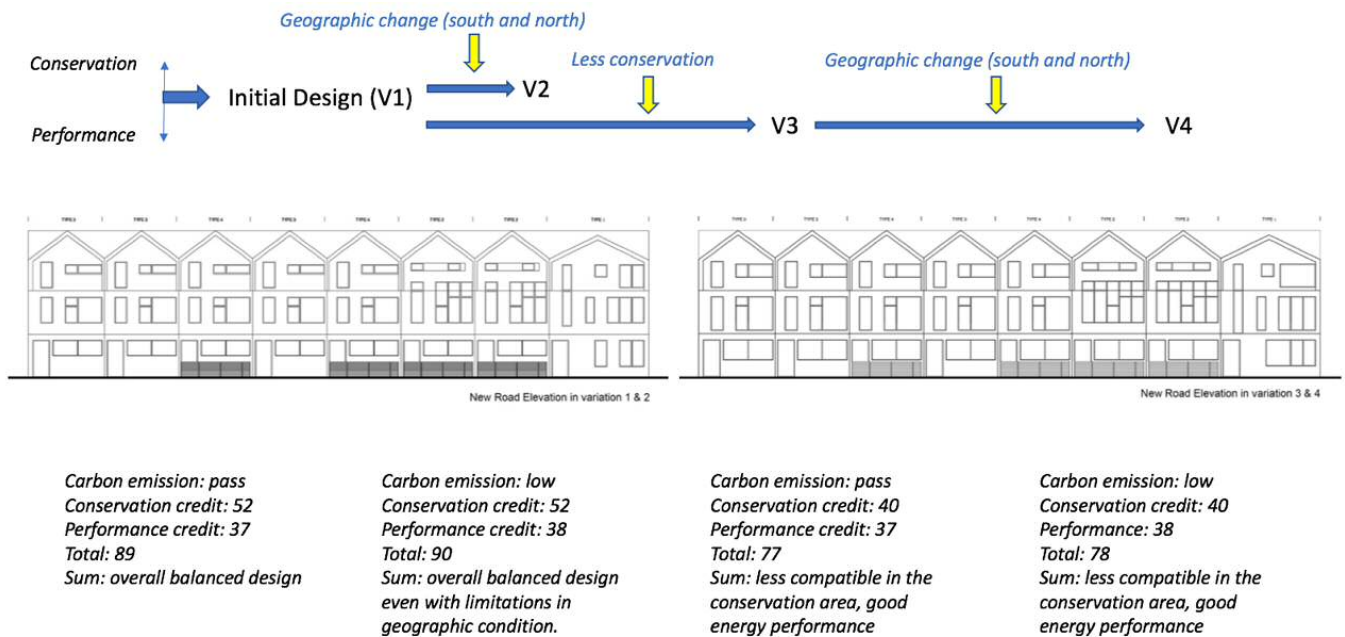 Geographic change (south and north)
Conservation
Less conservation
Geographic change (south and north)
Initial Design (V1)
V2
Performance
V3
V4
New Road Elevation in variation 1 & 2
New Road Elevation in variation 3 & 4
Carbon emission: pass
Conservation credit: 52
Performance credit: 37
Total: 89
Sum: overall balanced design
Carbon emission: low
Conservation credit: 52
Performance credit: 38
Total: 90
Sum: overall balanced design
even with limitations in
geographic condition.
Carbon emission: pass
Conservation credit: 40
Performance credit: 37
Total: 77
Sum: less compatible in the
conservation area, good
energy performance
Carbon emission: low
Conservation credit: 40
Performance: 38
Total: 78
Sum: less compatible in the
conservation area, good
energy performance